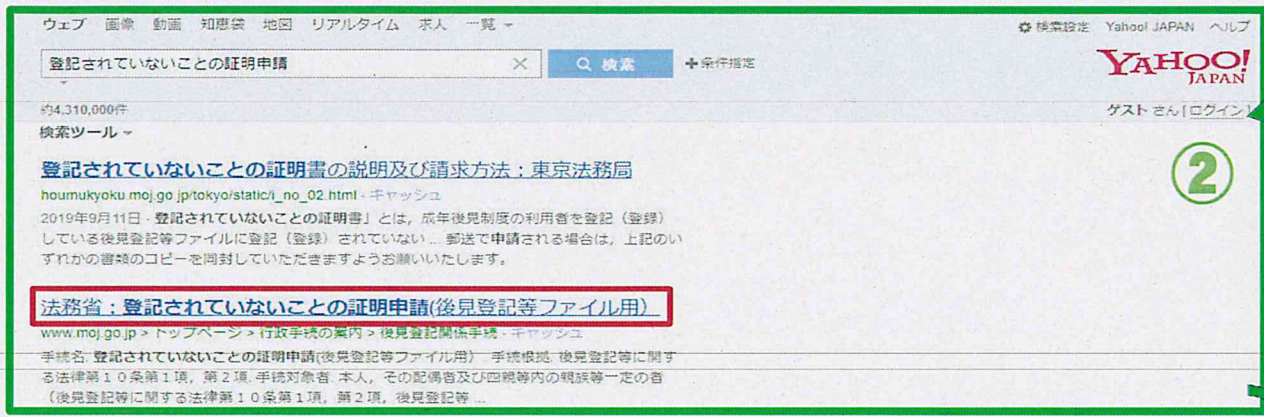 ウェブ 画像 動画 知恵袋 地図 リアルタイム 求人 一覧
検索設定 Yahoo! JAPAN ヘルプ
登記されていないことの証明申請 × 検索 +条件指定
YAHOO!
JAPAN
約4,310,000件
ゲスト さん [ログイン]
検索ツール
登記されていないことの証明書の説明及び請求方法:東京法務局
②
houmukyoku.moj.go.jp/tokyo/static/i_no_02.html - キャッシュ
2019年9月11日 - 登記されていないことの証明書」とは,成年後見制度の利用者を登記(登録)
している後見登記等ファイルに登記(登録)されていない ... 郵送で申請される場合は,上記のい
ずれかの書類のコピーを同封していただきますようお願いいたします。
法務省:登記されていないことの証明申請(後見登記等ファイル用)
www.moj.go.jp > トップページ > 行政手続の案内 > 後見登記関係手続 - キャッシュ
手続名. 登記されていないことの証明申請(後見登記等ファイル用). 手続根拠. 後見登記等に関す
る法律第10条第1項,第2項. 手続対象者. 本人,その配偶者及び四親等内の親族等一定の者
(後見登記等に関する法律第10条第1項,第2項,後見登記等 ...